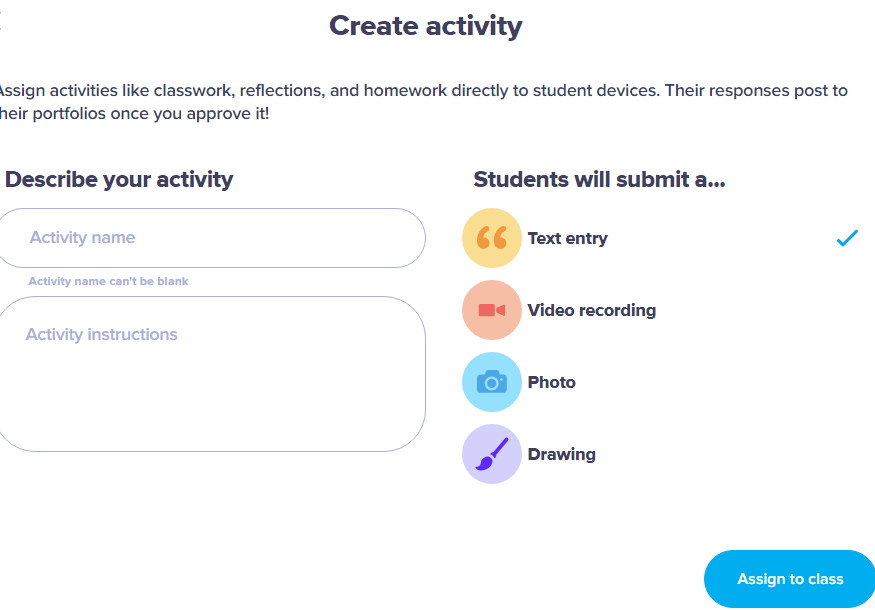 Create activity
Assign activities like classwork, reflections, and homework directly to student devices. Their responses post to
their portfolios once you approve it!
Describe your activity
Activity name
Activity name can't be blank
Activity instructions
Students will submit a...
Text entry
Video recording
Photo
Drawing
Assign to class